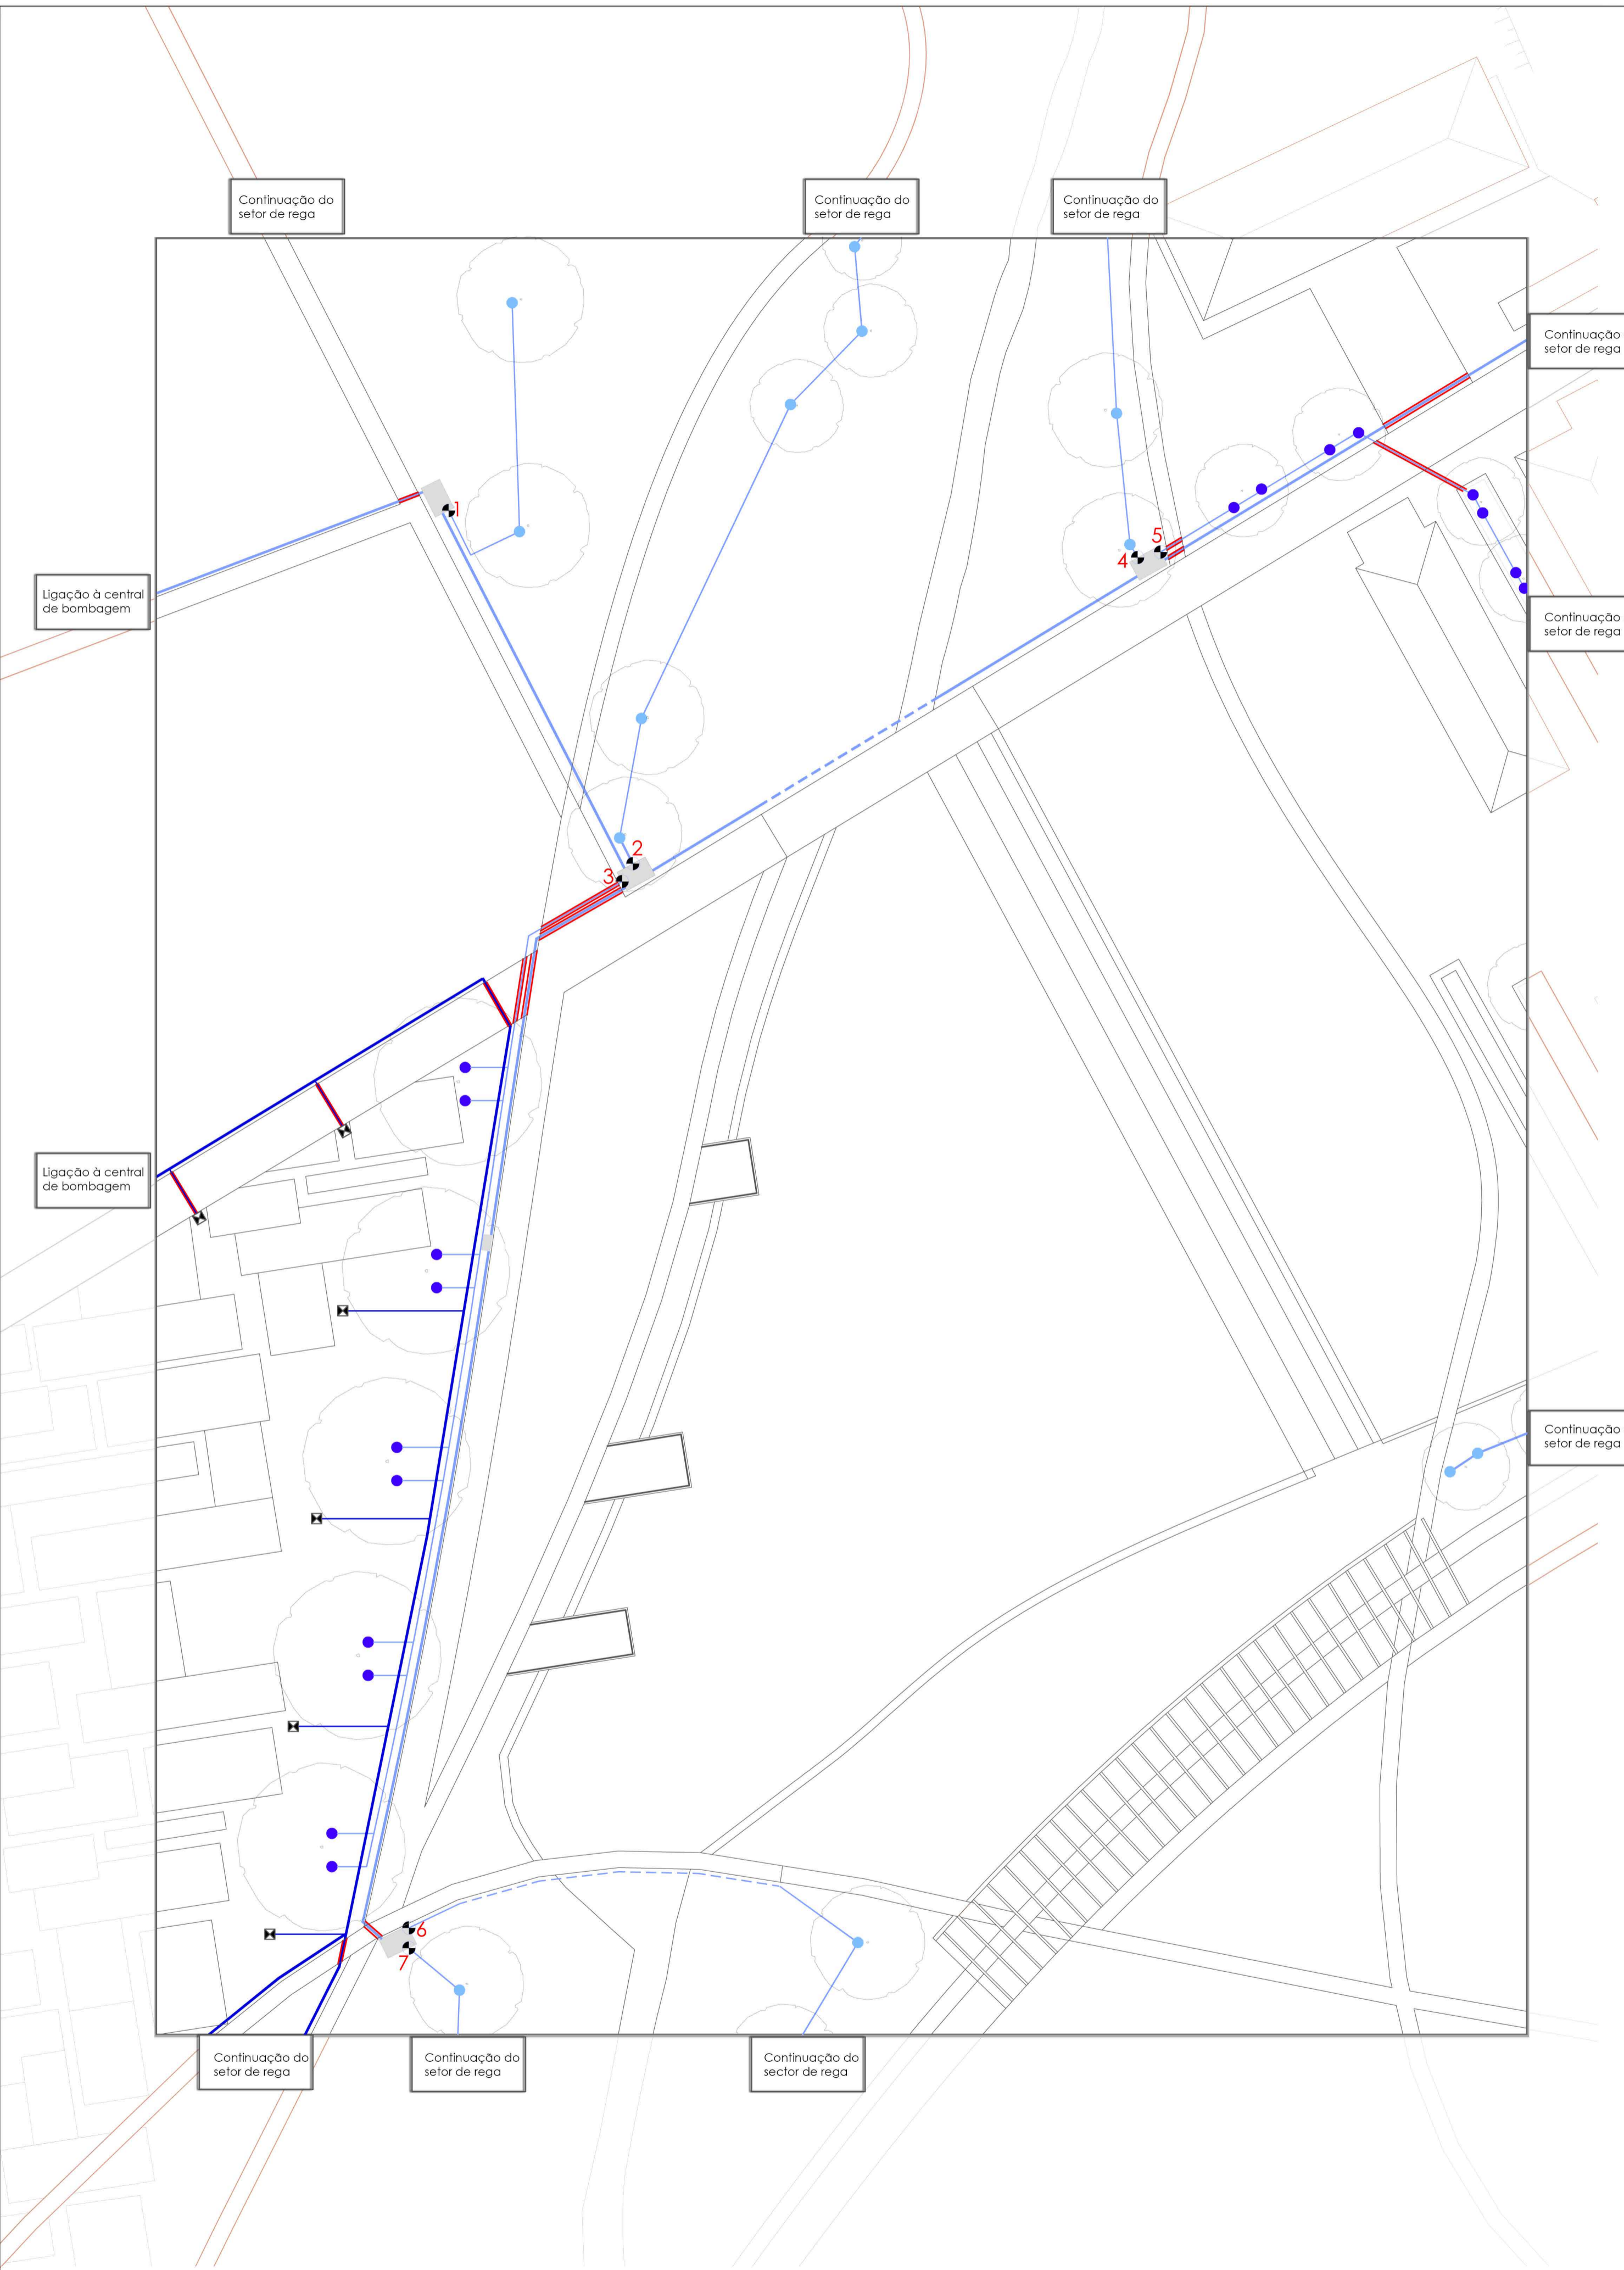 Continuação do
setor de rega
Continuação do
setor de rega
Continuação do
setor de rega
Continuação
setor de rega
1
5
4
Ligação à central
de bombagem
Continuação
setor de rega
2
3
Ligação à central
de bombagem
Continuação
setor de rega
6
7
Continuação do
setor de rega
Continuação do
setor de rega
Continuação do
sector de rega